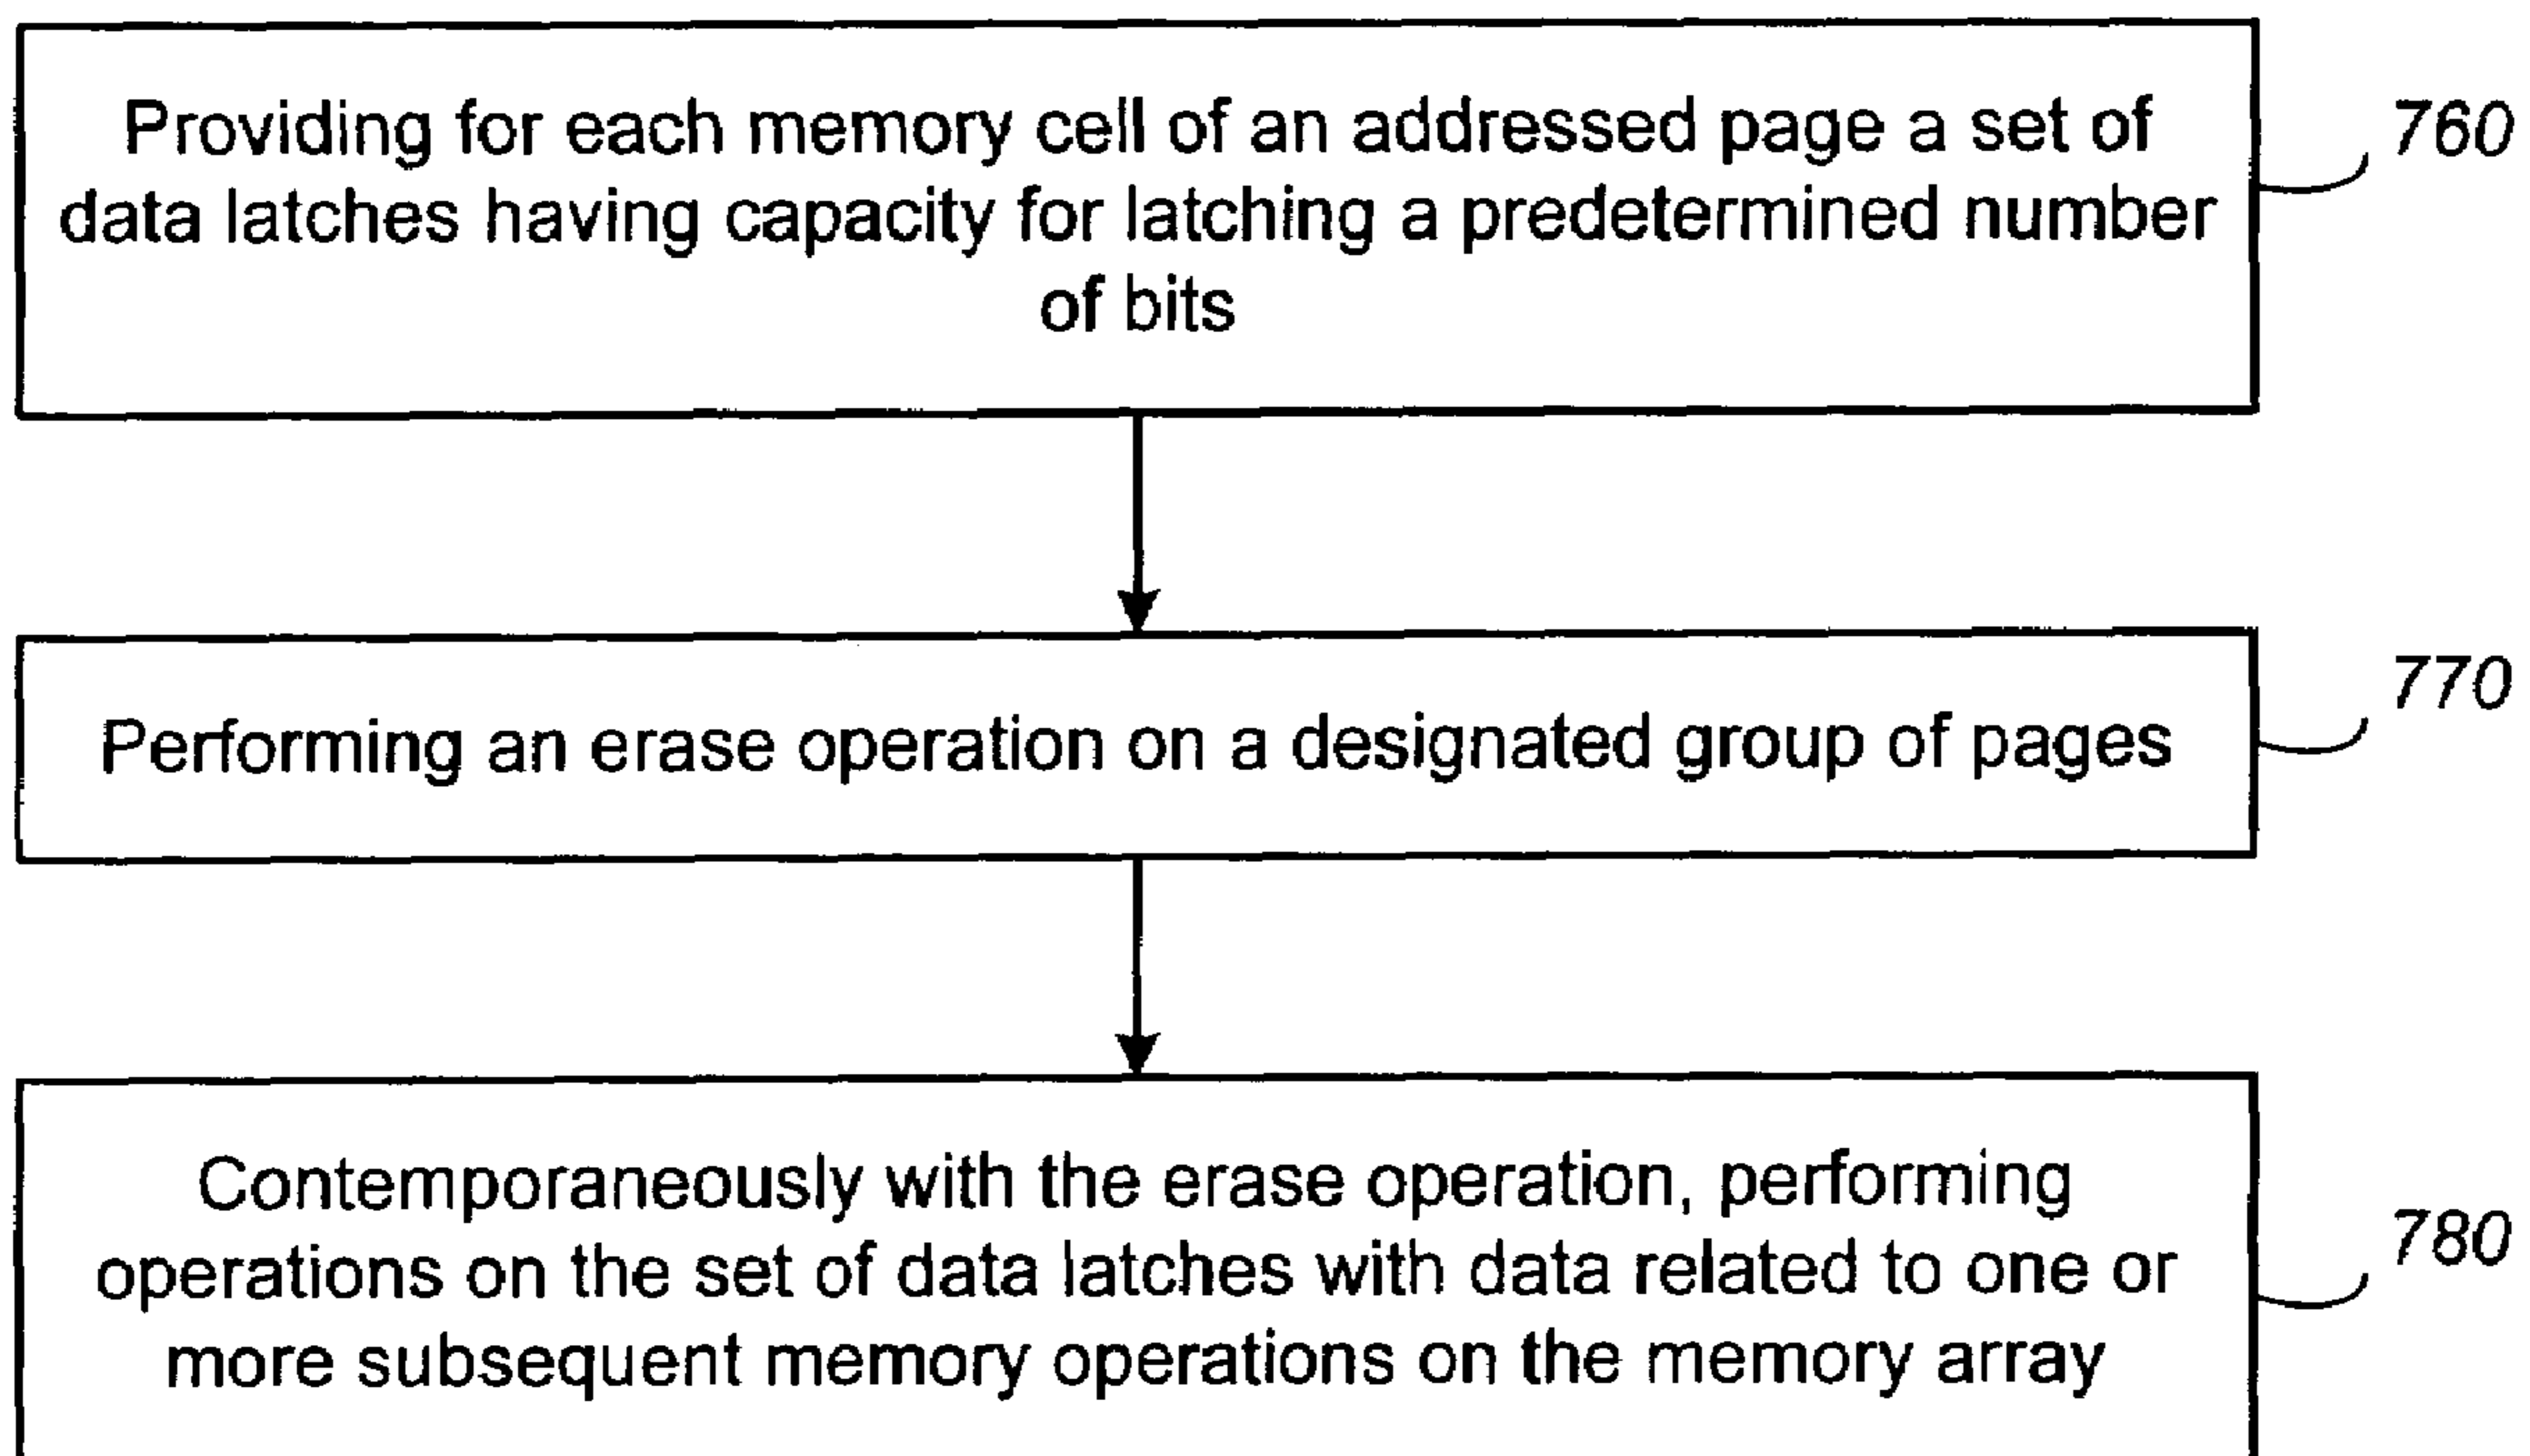 Providing for each memory cell of an addressed page a set of
data latches having capacity for latching a predetermined number
of bits
760
Performing an erase operation on a designated group of pages
770
Contemporaneously with the erase operation, performing
operations on the set of data latches with data related to one or
more subsequent memory operations on the memory array
780